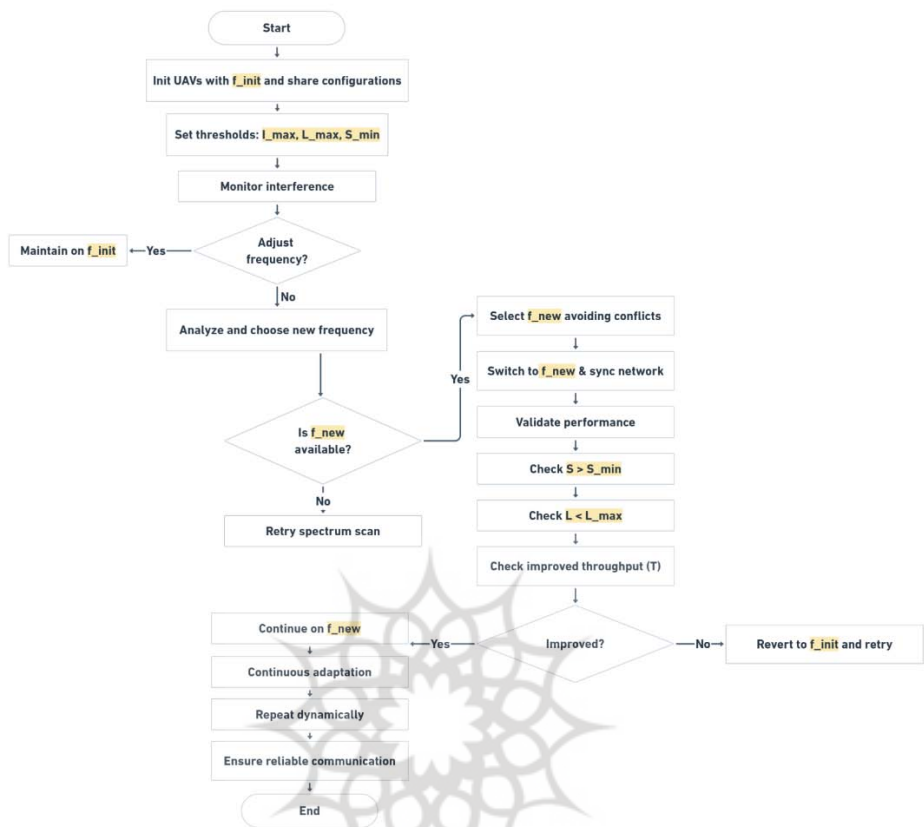 Start
Init UAVs with f_init and share configurations
Set thresholds: I_max, L_max, S_min
Monitor interference
Adjust
frequency?
Yes
Maintain on f_init
No
Analyze and choose new frequency
Is f_new
available?
No
Retry spectrum scan
Yes
Select f_new avoiding conflicts
Switch to f_new & sync network
Validate performance
Check S > S_min
Check L < L_max
Check improved throughput (T)
Improved?
No
Revert to f_init and retry
Yes
Continue on f_new
Continuous adaptation
Repeat dynamically
Ensure reliable communication
End